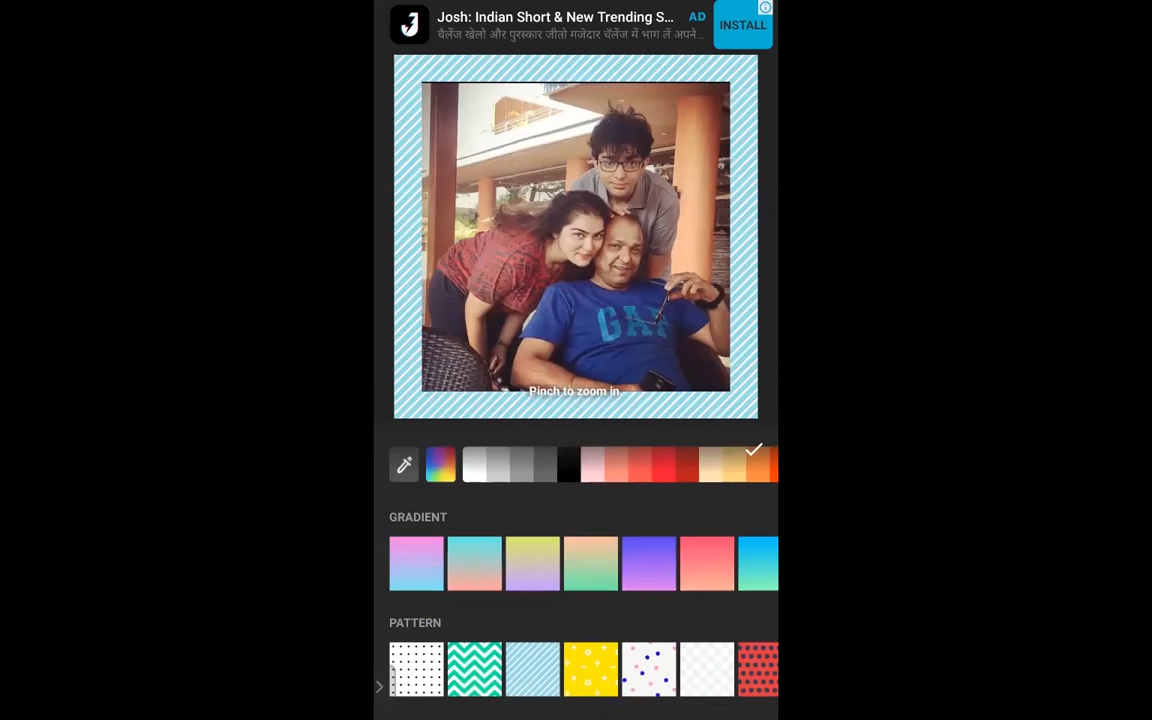 Josh: Indian Short & New Trending S...
AD
INSTALL
चैलेंज खेलो और पुरस्कार जीतो मजेदार चॅलेंज में भाग लें अपने...
GAP
Pinch to zoom in.
GRADIENT
PATTERN